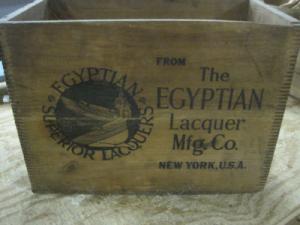 EGYPTIAN
SUPERIOR LACQUERS
FROM
The
EGYPTIAN
Lacquer
Mfg. Co.
NEW YORK, U.S.A.